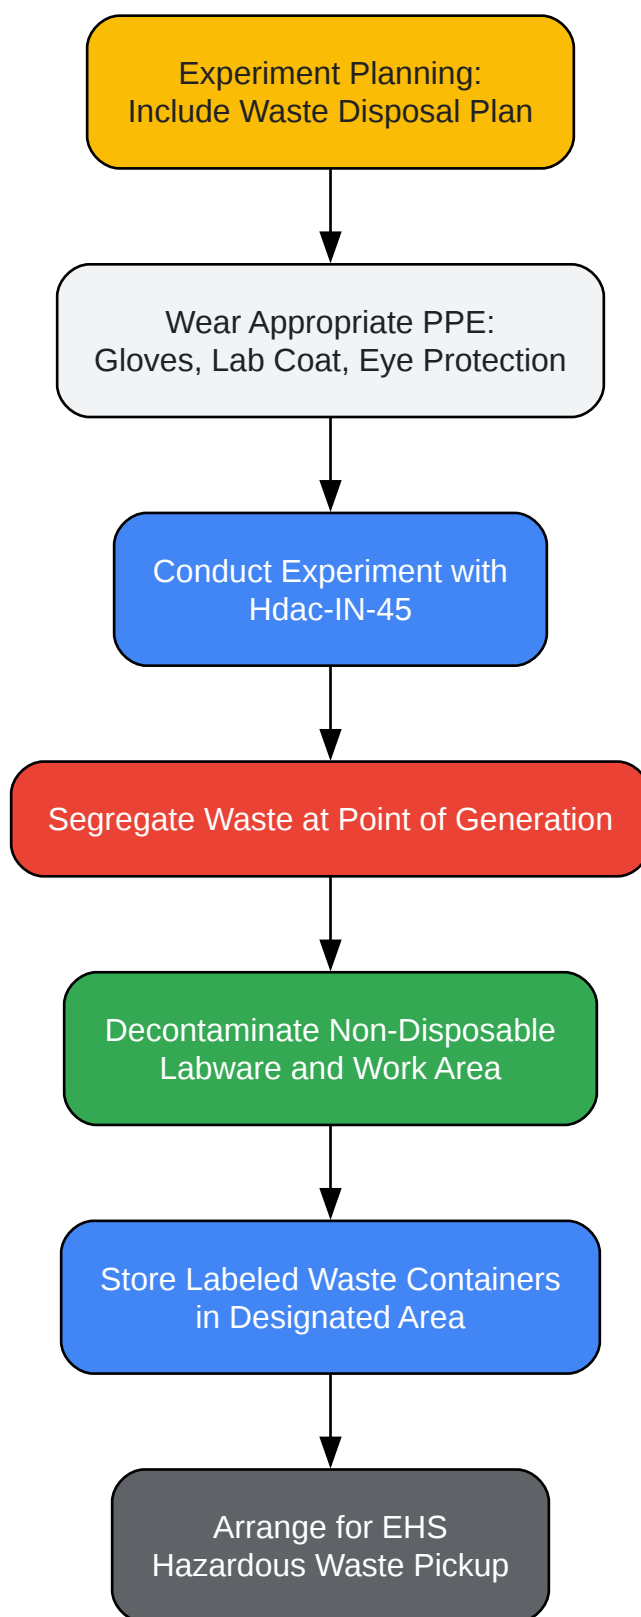 Experiment Planning:
Include Waste Disposal Plan
Wear Appropriate PPE:
Gloves, Lab Coat, Eye Protection
Conduct Experiment with
Hdac-IN-45
Segregate Waste at Point of Generation
Decontaminate Non-Disposable
Labware and Work Area
Store Labeled Waste Containers
in Designated Area
Arrange for EHS
Hazardous Waste Pickup